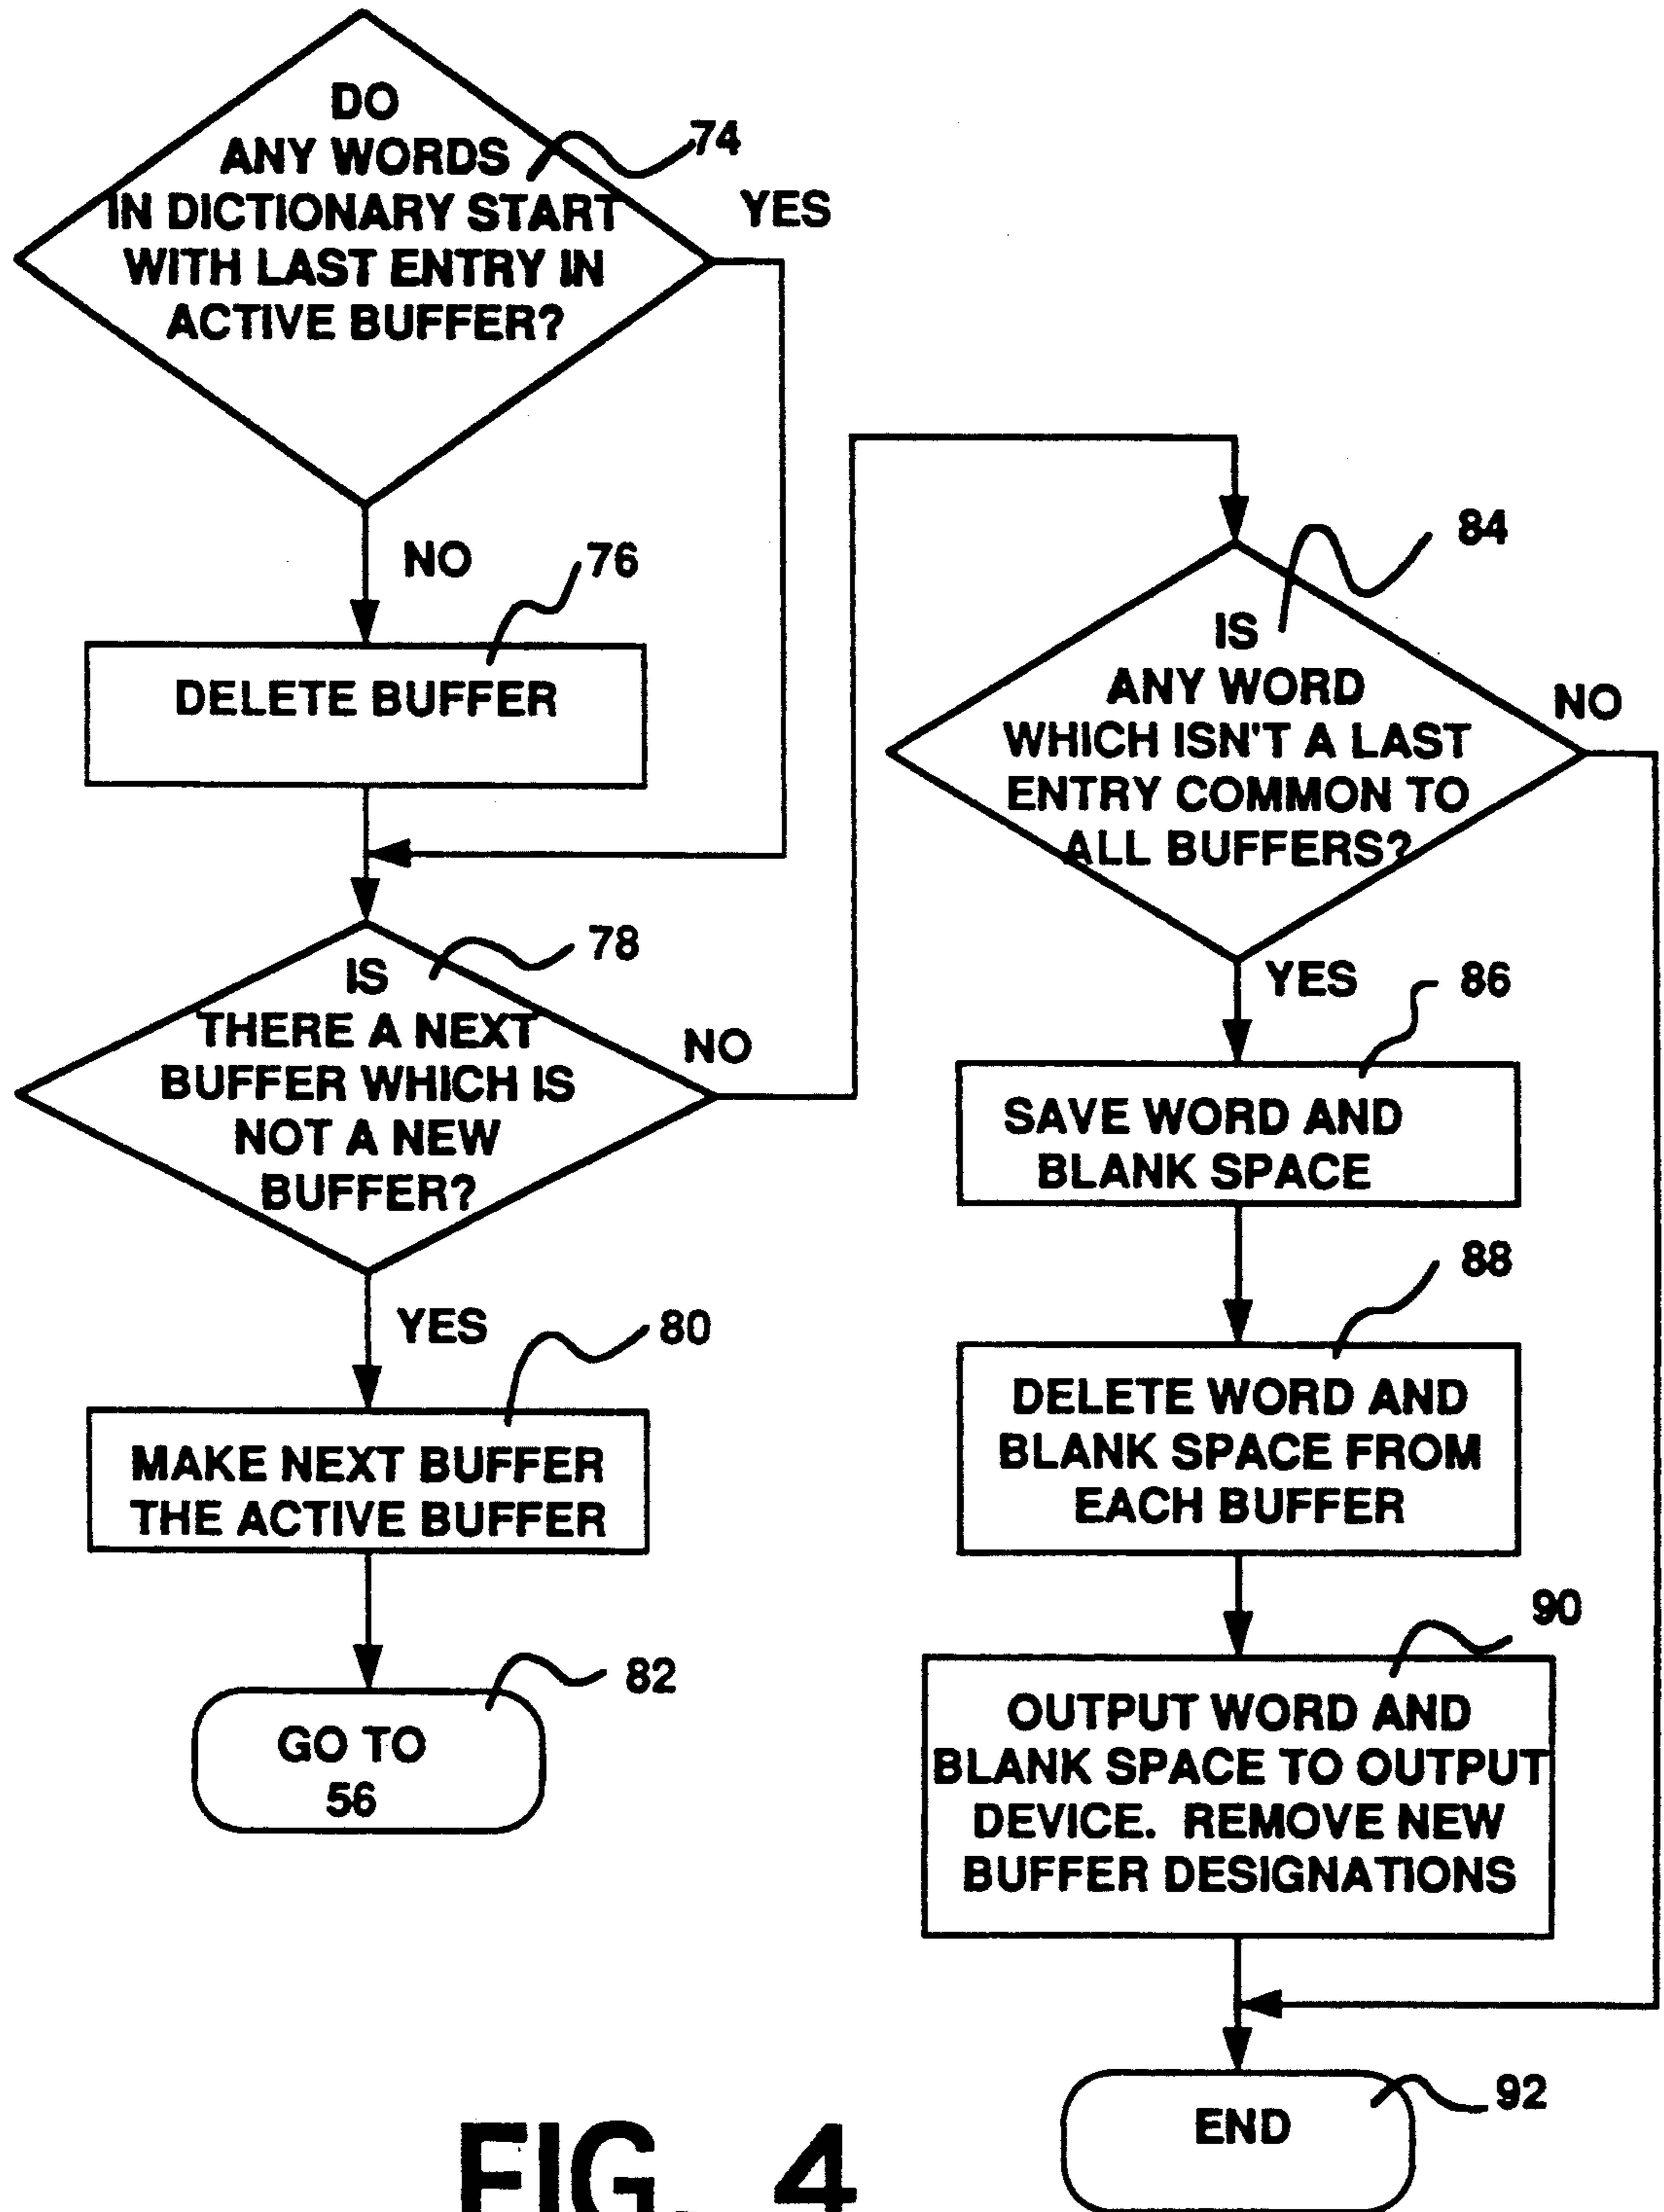 DO
ANY WORDS
IN DICTIONARY START
WITH LAST ENTRY IN
ACTIVE BUFFER?
74
YES
NO
76
DELETE BUFFER
78
IS
THERE A NEXT
BUFFER WHICH IS
NOT A NEW
BUFFER?
NO
YES
80
MAKE NEXT BUFFER
THE ACTIVE BUFFER
82
GO TO
56
84
IS
ANY WORD
WHICH ISN'T A LAST
ENTRY COMMON TO
ALL BUFFERS?
NO
YES
86
SAVE WORD AND
BLANK SPACE
88
DELETE WORD AND
BLANK SPACE FROM
EACH BUFFER
90
OUTPUT WORD AND
BLANK SPACE TO OUTPUT
DEVICE. REMOVE NEW
BUFFER DESIGNATIONS
92
END
FIG. 4